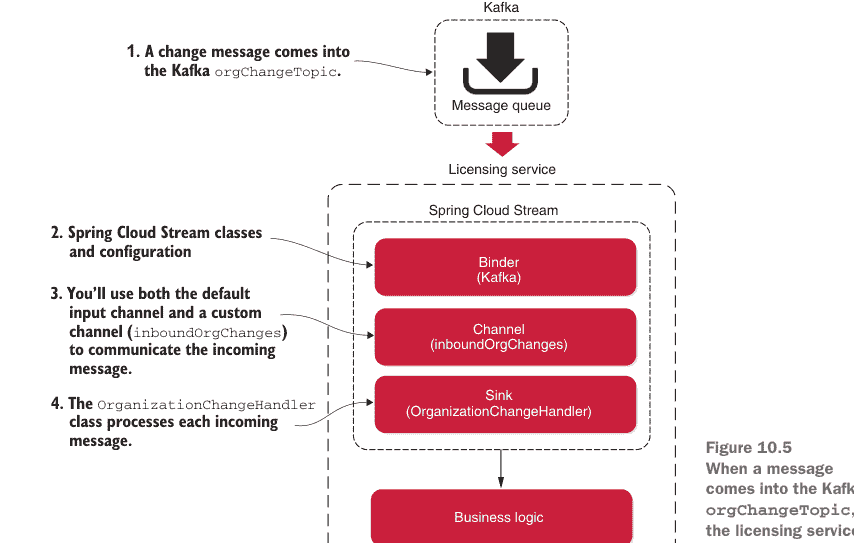 Kafka
1. A change message comes into
the Kafka orgChangeTopic.
Message queue
Licensing service
Spring Cloud Stream
2. Spring Cloud Stream classes
and configuration
Binder
(Kafka)
3. You’ll use both the default
input channel and a custom
channel (inboundOrgChanges)
to communicate the incoming
message.
Channel
(inboundOrgChanges)
4. The OrganizationChangeHandler
class processes each incoming
message.
Sink
(OrganizationChangeHandler)
Business logic
Figure 10.5
When a message
comes into the Kafk
orgChangeTopic,
the licensing service